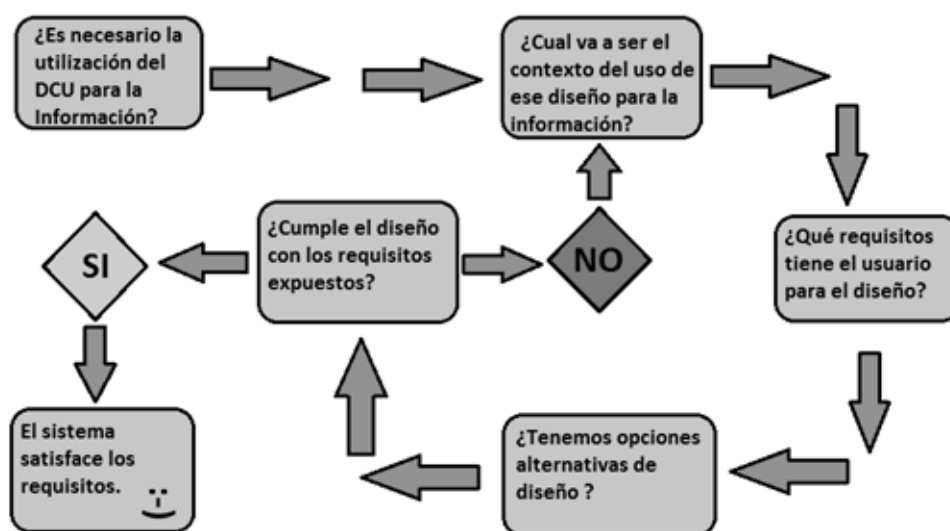 ¿Es necesario la
utilización del
DCU para la
Información?
¿Cual va a ser el
contexto del uso de
ese diseño para la
información?
¿Qué requisitos
tiene el usuario
para el diseño?
¿Tenemos opciones
alternativas de
diseño ?
¿Cumple el diseño
con los requisitos
expuestos?
NO
SI
El sistema
satisface los
requisitos.